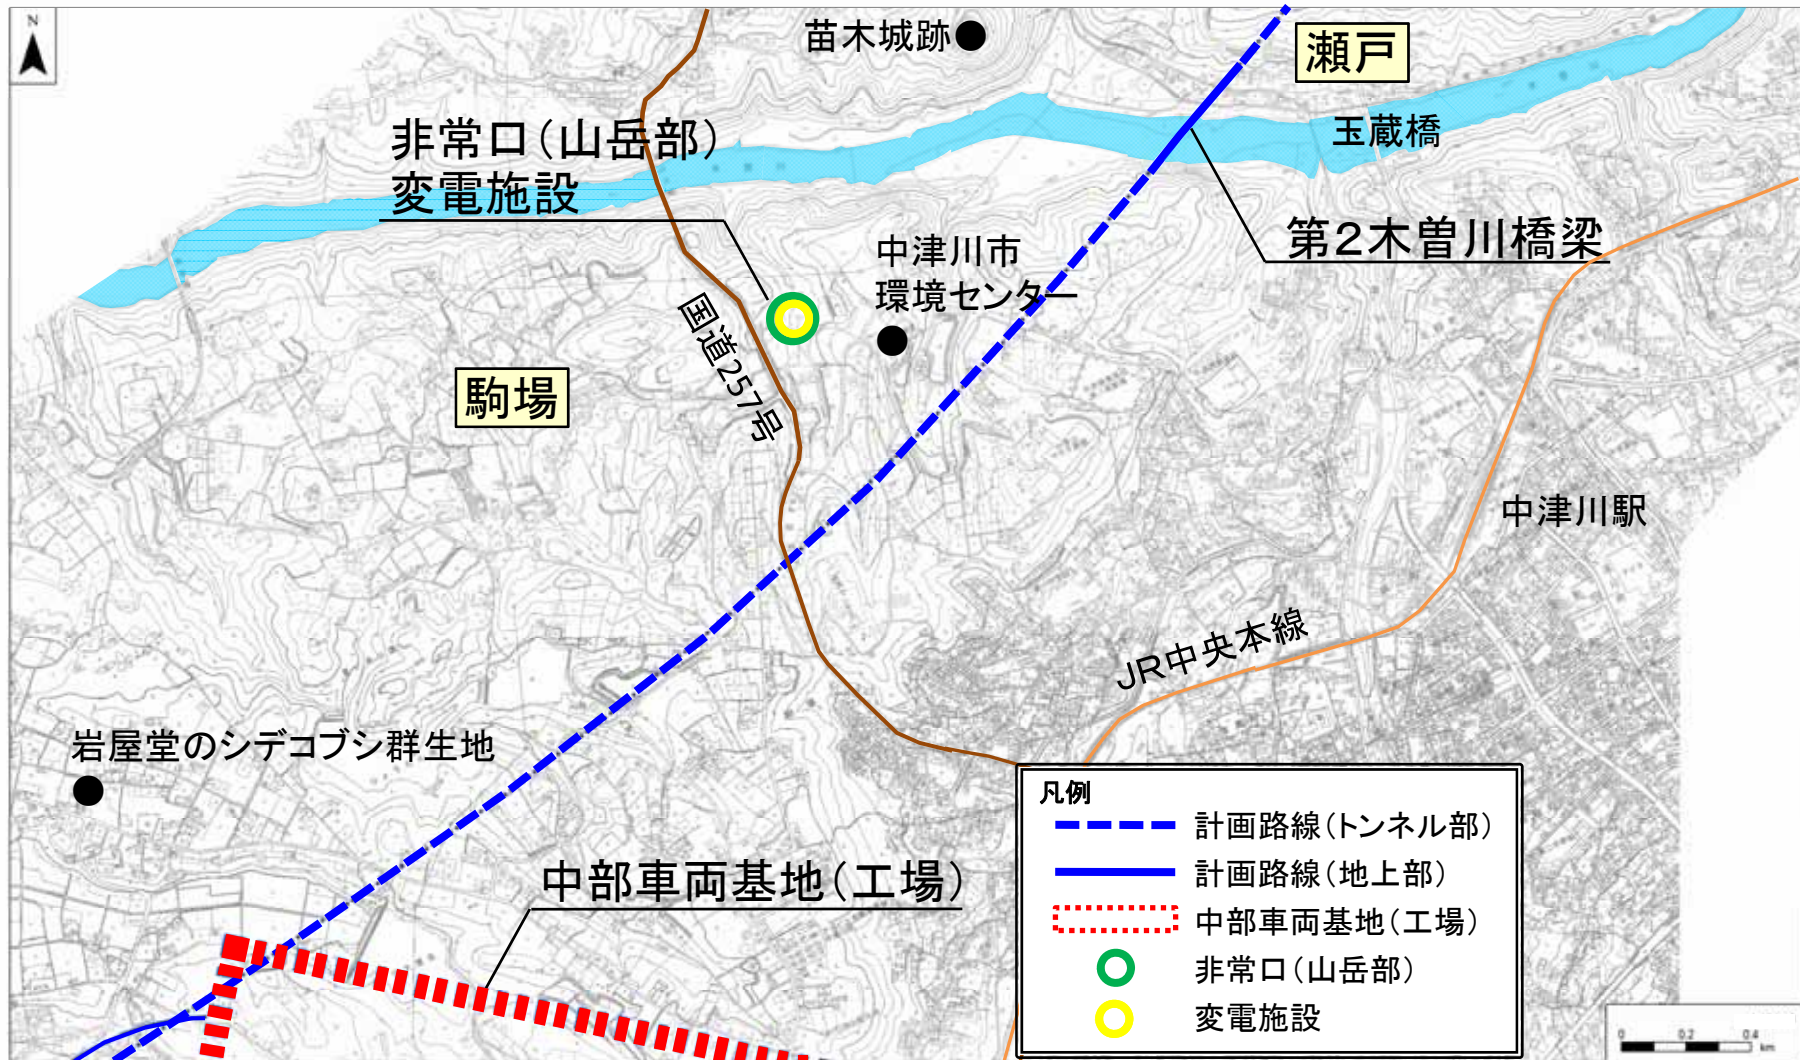 N
苗木城跡
瀬戸
玉蔵橋
非常口(山岳部)
変電施設
第2木曽川橋梁
中津川市
環境センター
国道257号
駒場
中津川駅
JR中央本線
岩屋堂のシデコブシ群生地
中部車両基地(工場)
凡例
計画路線(トンネル部)
計画路線(地上部)
中部車両基地(工場)
非常口(山岳部)
変電施設
0 0.2 0.4
km